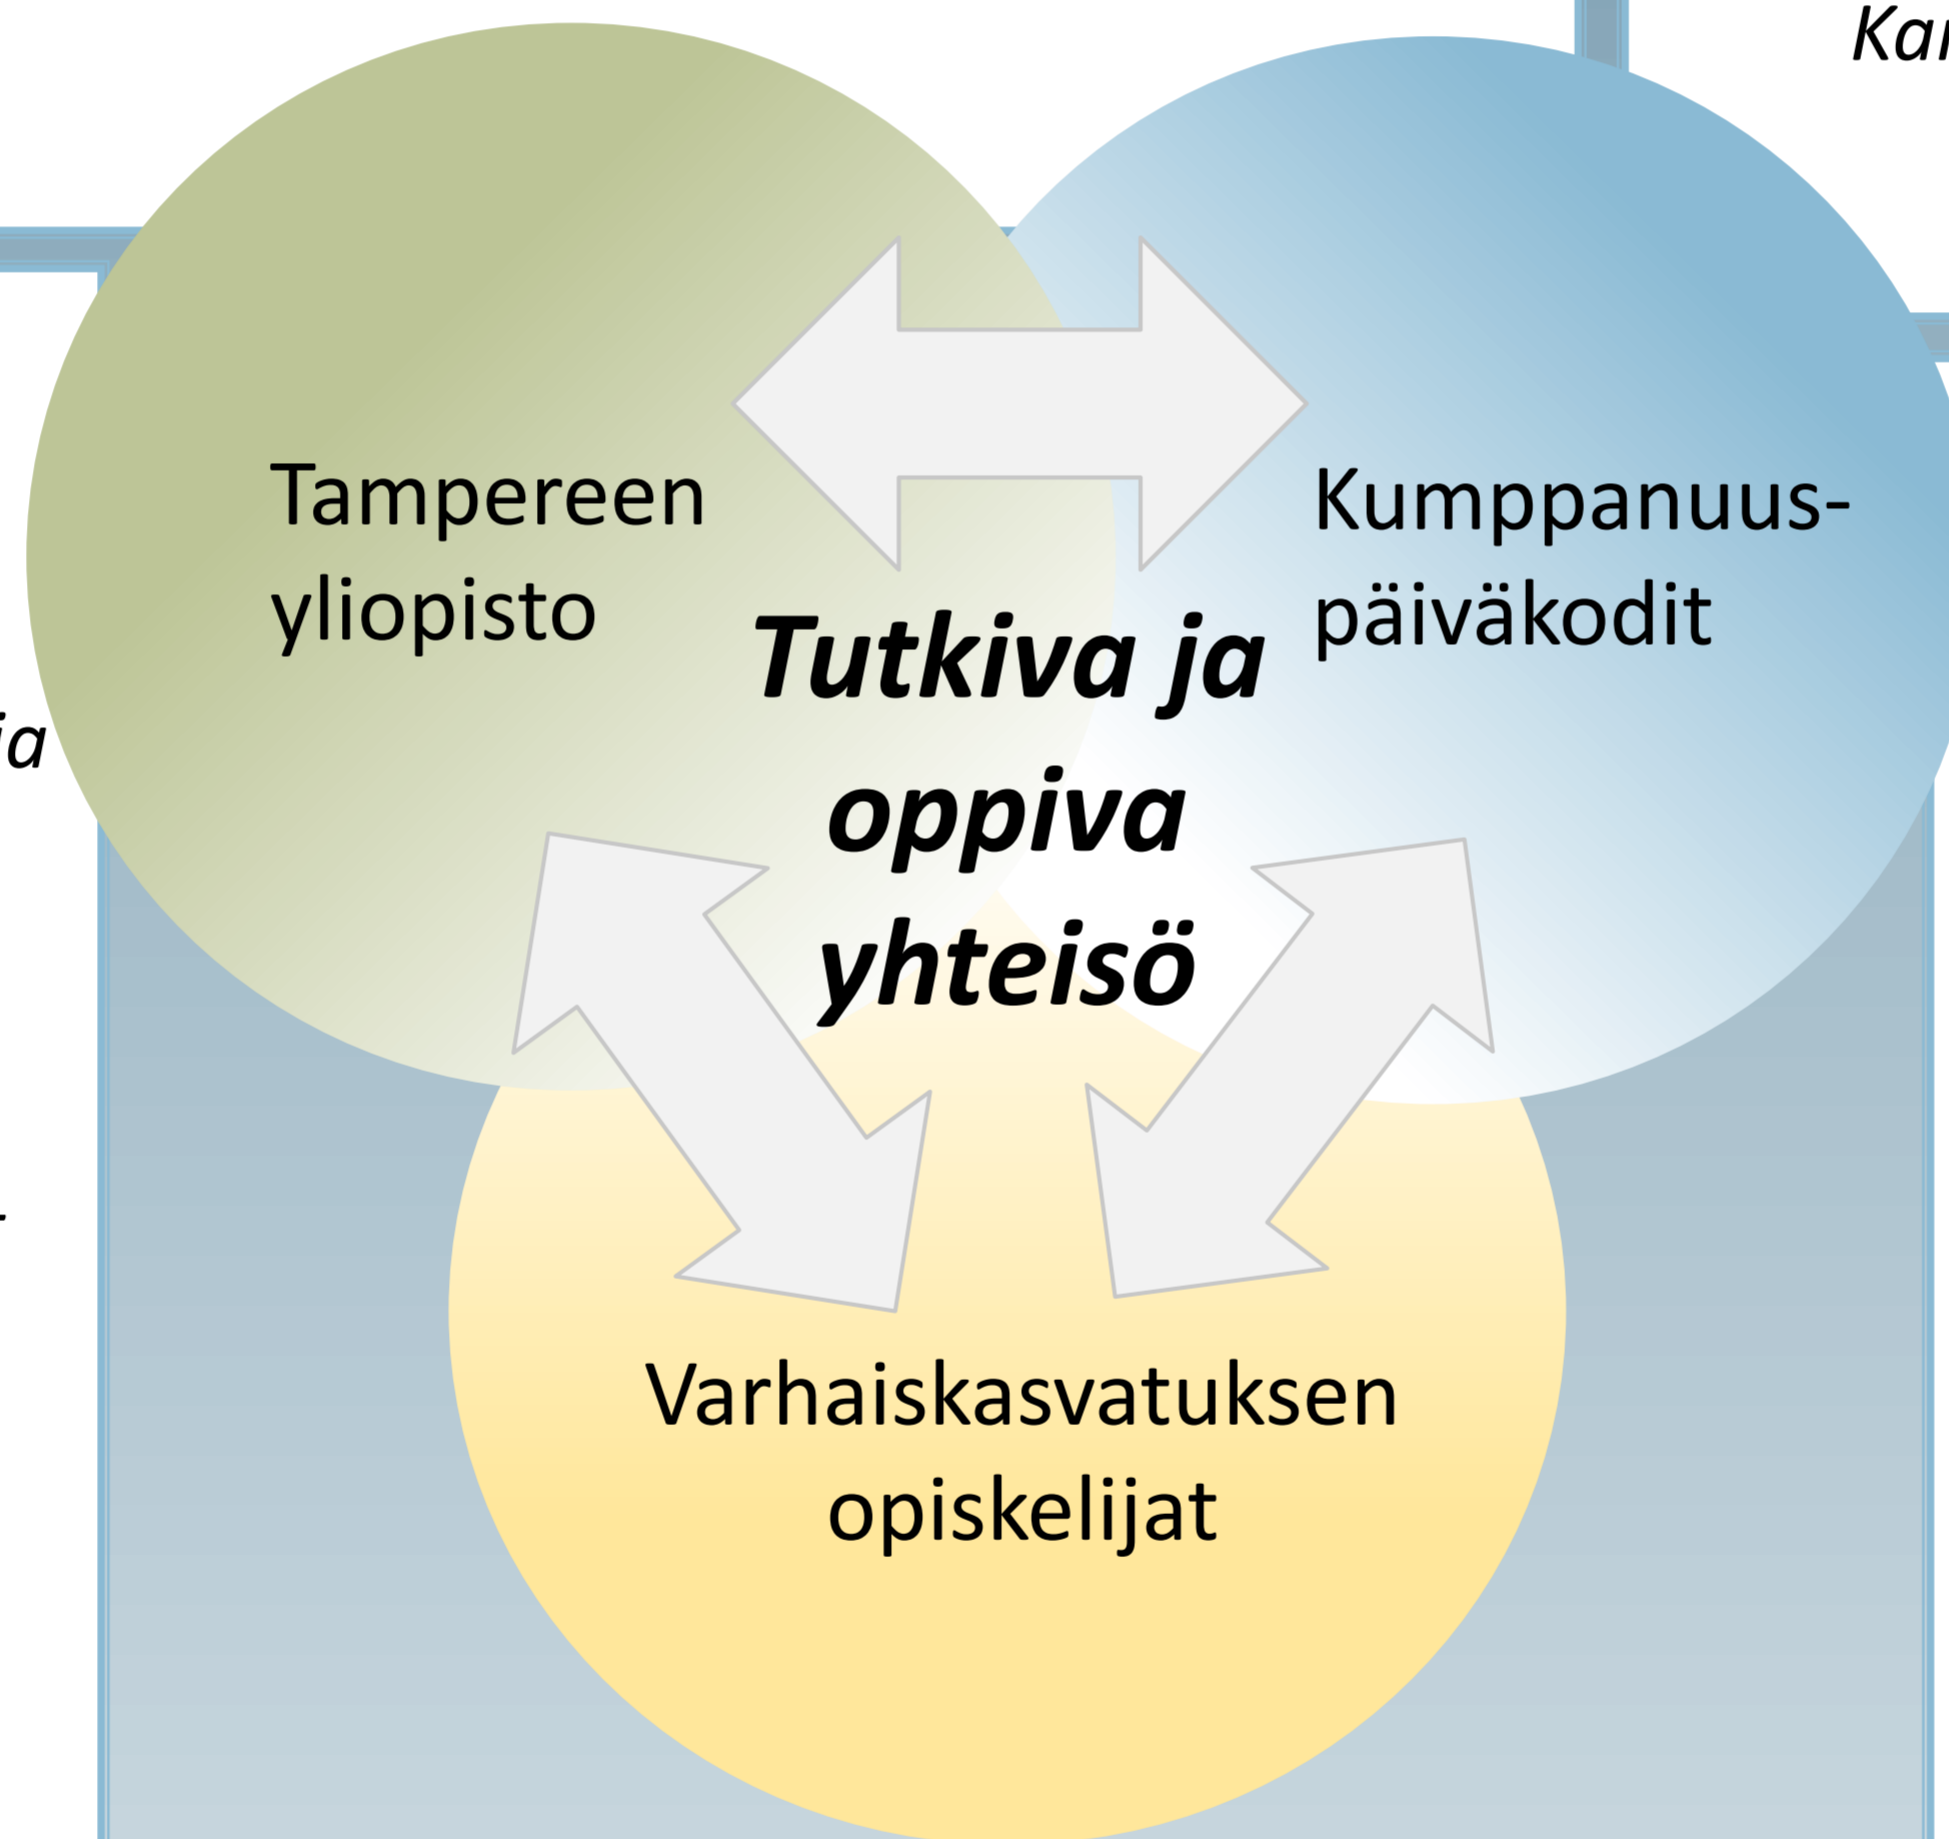 Tampereen
yliopisto
Kumppanuus-
päiväkodit
Tutkiva ja
oppiva
yhteisö
Varhaiskasvatuksen
opiskelijat